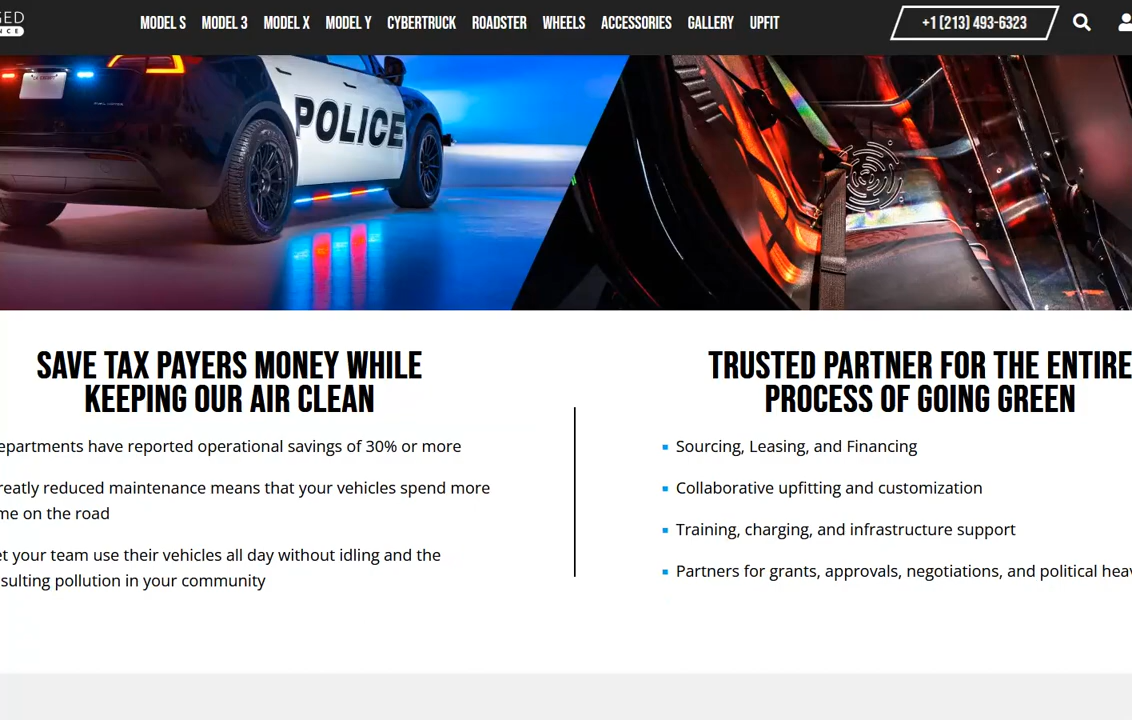 GED
NCE
MODEL S MODEL 3 MODEL X MODEL Y CYBERTRUCK ROADSTER WHEELS ACCESSORIES GALLERY UPFIT
+1 (213) 493-6323
POLICE
SAVE TAX PAYERS MONEY WHILE
KEEPING OUR AIR CLEAN
epartments have reported operational savings of 30% or more
reatly reduced maintenance means that your vehicles spend more
me on the road
et your team use their vehicles all day without idling and the
sulting pollution in your community
TRUSTED PARTNER FOR THE ENTIRE
PROCESS OF GOING GREEN
Sourcing, Leasing, and Financing
Collaborative upfitting and customization
Training, charging, and infrastructure support
Partners for grants, approvals, negotiations, and political heav